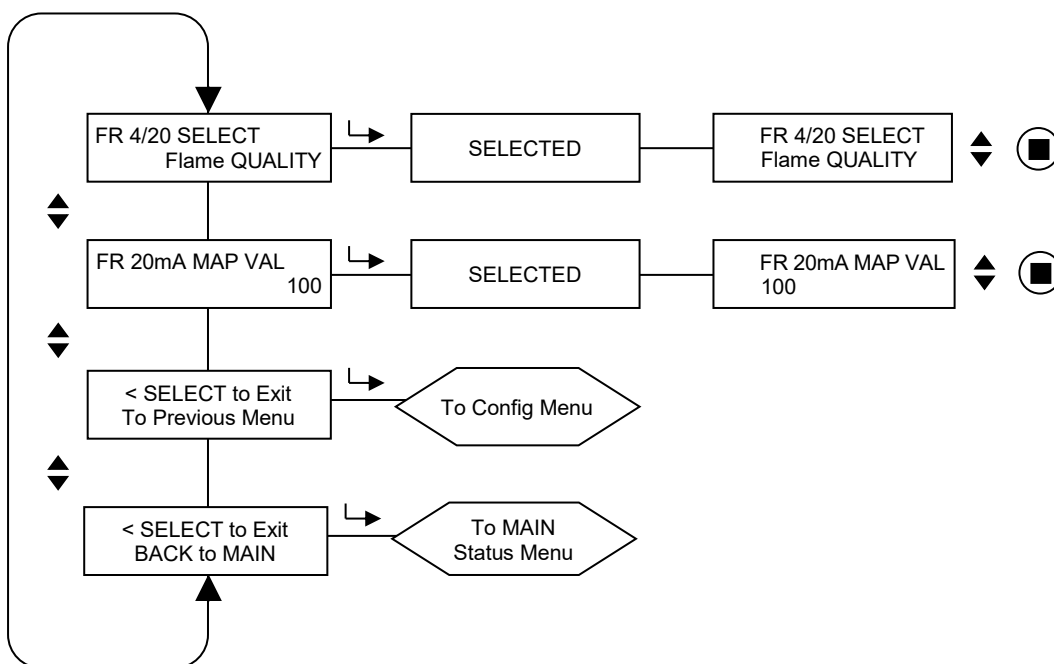 FR 4/20 SELECT
Flame QUALITY
SELECTED
FR 4/20 SELECT
Flame QUALITY
FR 20mA MAP VAL
100
SELECTED
FR 20mA MAP VAL
100
< SELECT to Exit
To Previous Menu
To Config Menu
< SELECT to Exit
BACK to MAIN
To MAIN
Status Menu